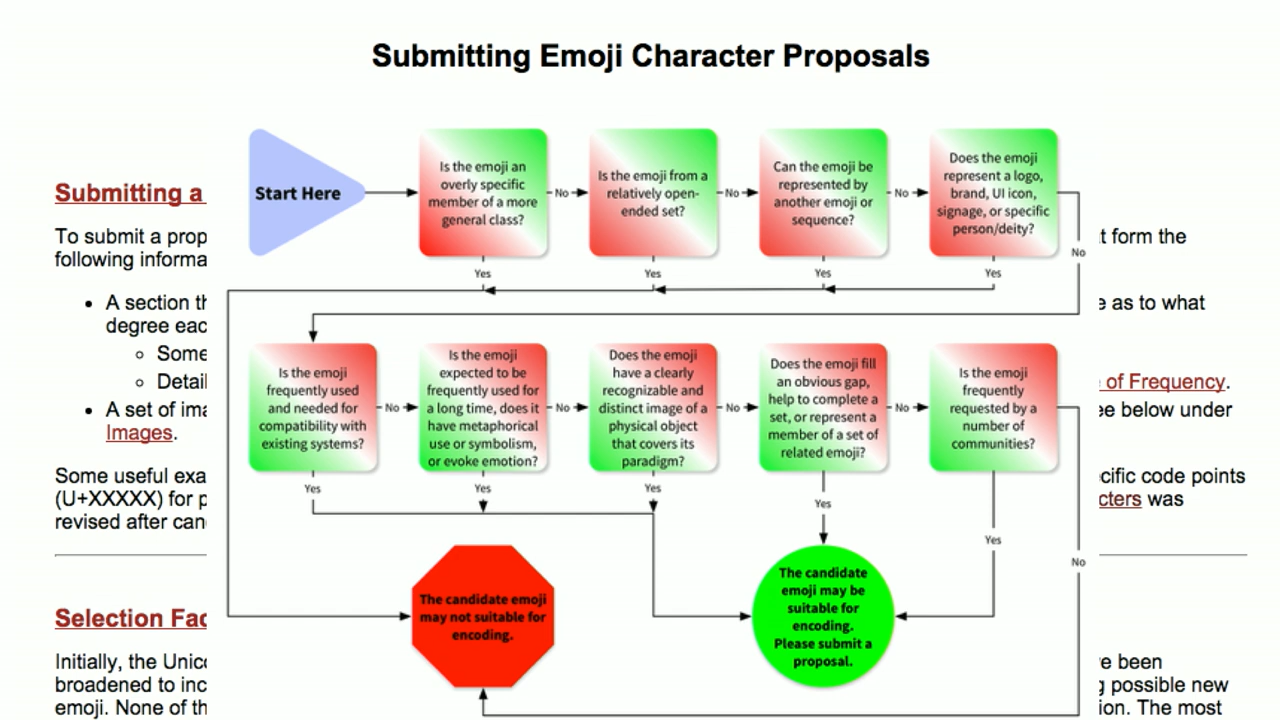 Submitting Emoji Character Proposals
Submitting a
To submit a prop
t form the
following informa
A section th
e as to what
degree eac
Some
Detail
e of Frequency.
A set of ima
ee below under
Images.
Some useful exa
cific code points
(U+XXXXX) for p
cters was
revised after can
Selection Fac
Initially, the Unico
ve been
broadened to inc
g possible new
emoji. None of th
ion. The most
Start Here
Is the emoji an
overly specific
member of a more
general class?
No
Is the emoji from a
relatively open-
ended set?
No
Can the emoji be
represented by
another emoji or
sequence?
No
Does the emoji
represent a logo,
brand, UI icon,
signage, or specific
person/deity?
No
Yes
Yes
Yes
Yes
Is the emoji
frequently used
and needed for
compatibility with
existing systems?
No
Is the emoji
expected to be
frequently used for
a long time, does it
have metaphorical
use or symbolism,
or evoke emotion?
No
Does the emoji
have a clearly
recognizable and
distinct image of a
physical object
that covers its
paradigm?
No
Does the emoji fill
an obvious gap,
help to complete a
set, or represent a
member of a set of
related emoji?
No
Is the emoji
frequently
requested by a
number of
communities?
Yes
Yes
Yes
Yes
Yes
No
The candidate emoji
may not suitable for
encoding.
The candidate
emoji may be
suitable for
encoding.
Please submit a
proposal.